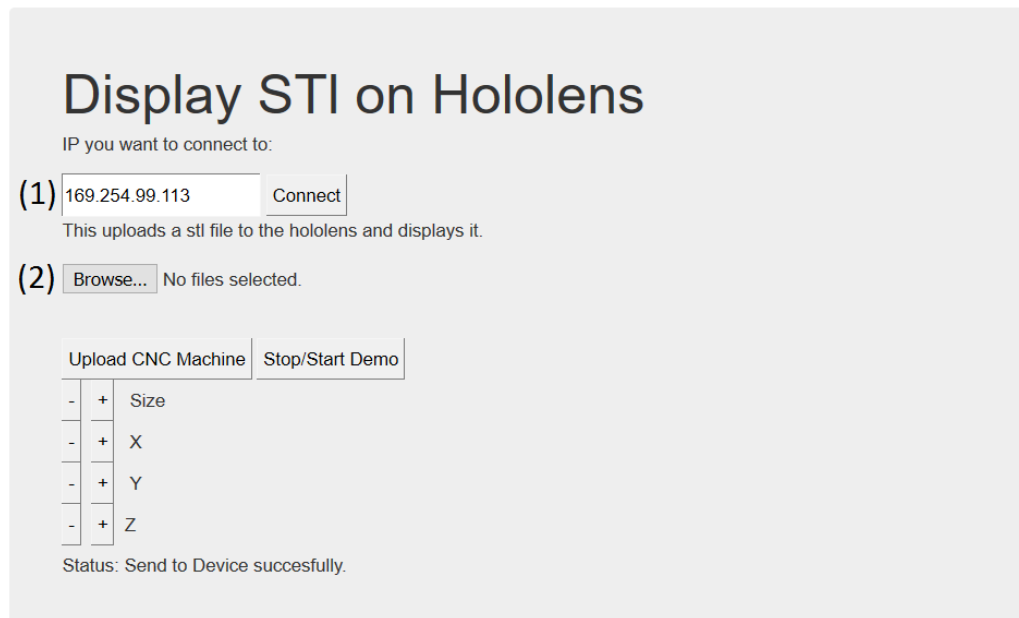 Display STl on Hololens
IP you want to connect to:
(1) 169.254.99.113 Connect
This uploads a stl file to the hololens and displays it.
(2) Browse... No files selected.
Upload CNC Machine Stop/Start Demo
- + Size
- + X
- + Y
- + Z
Status: Send to Device succesfully.